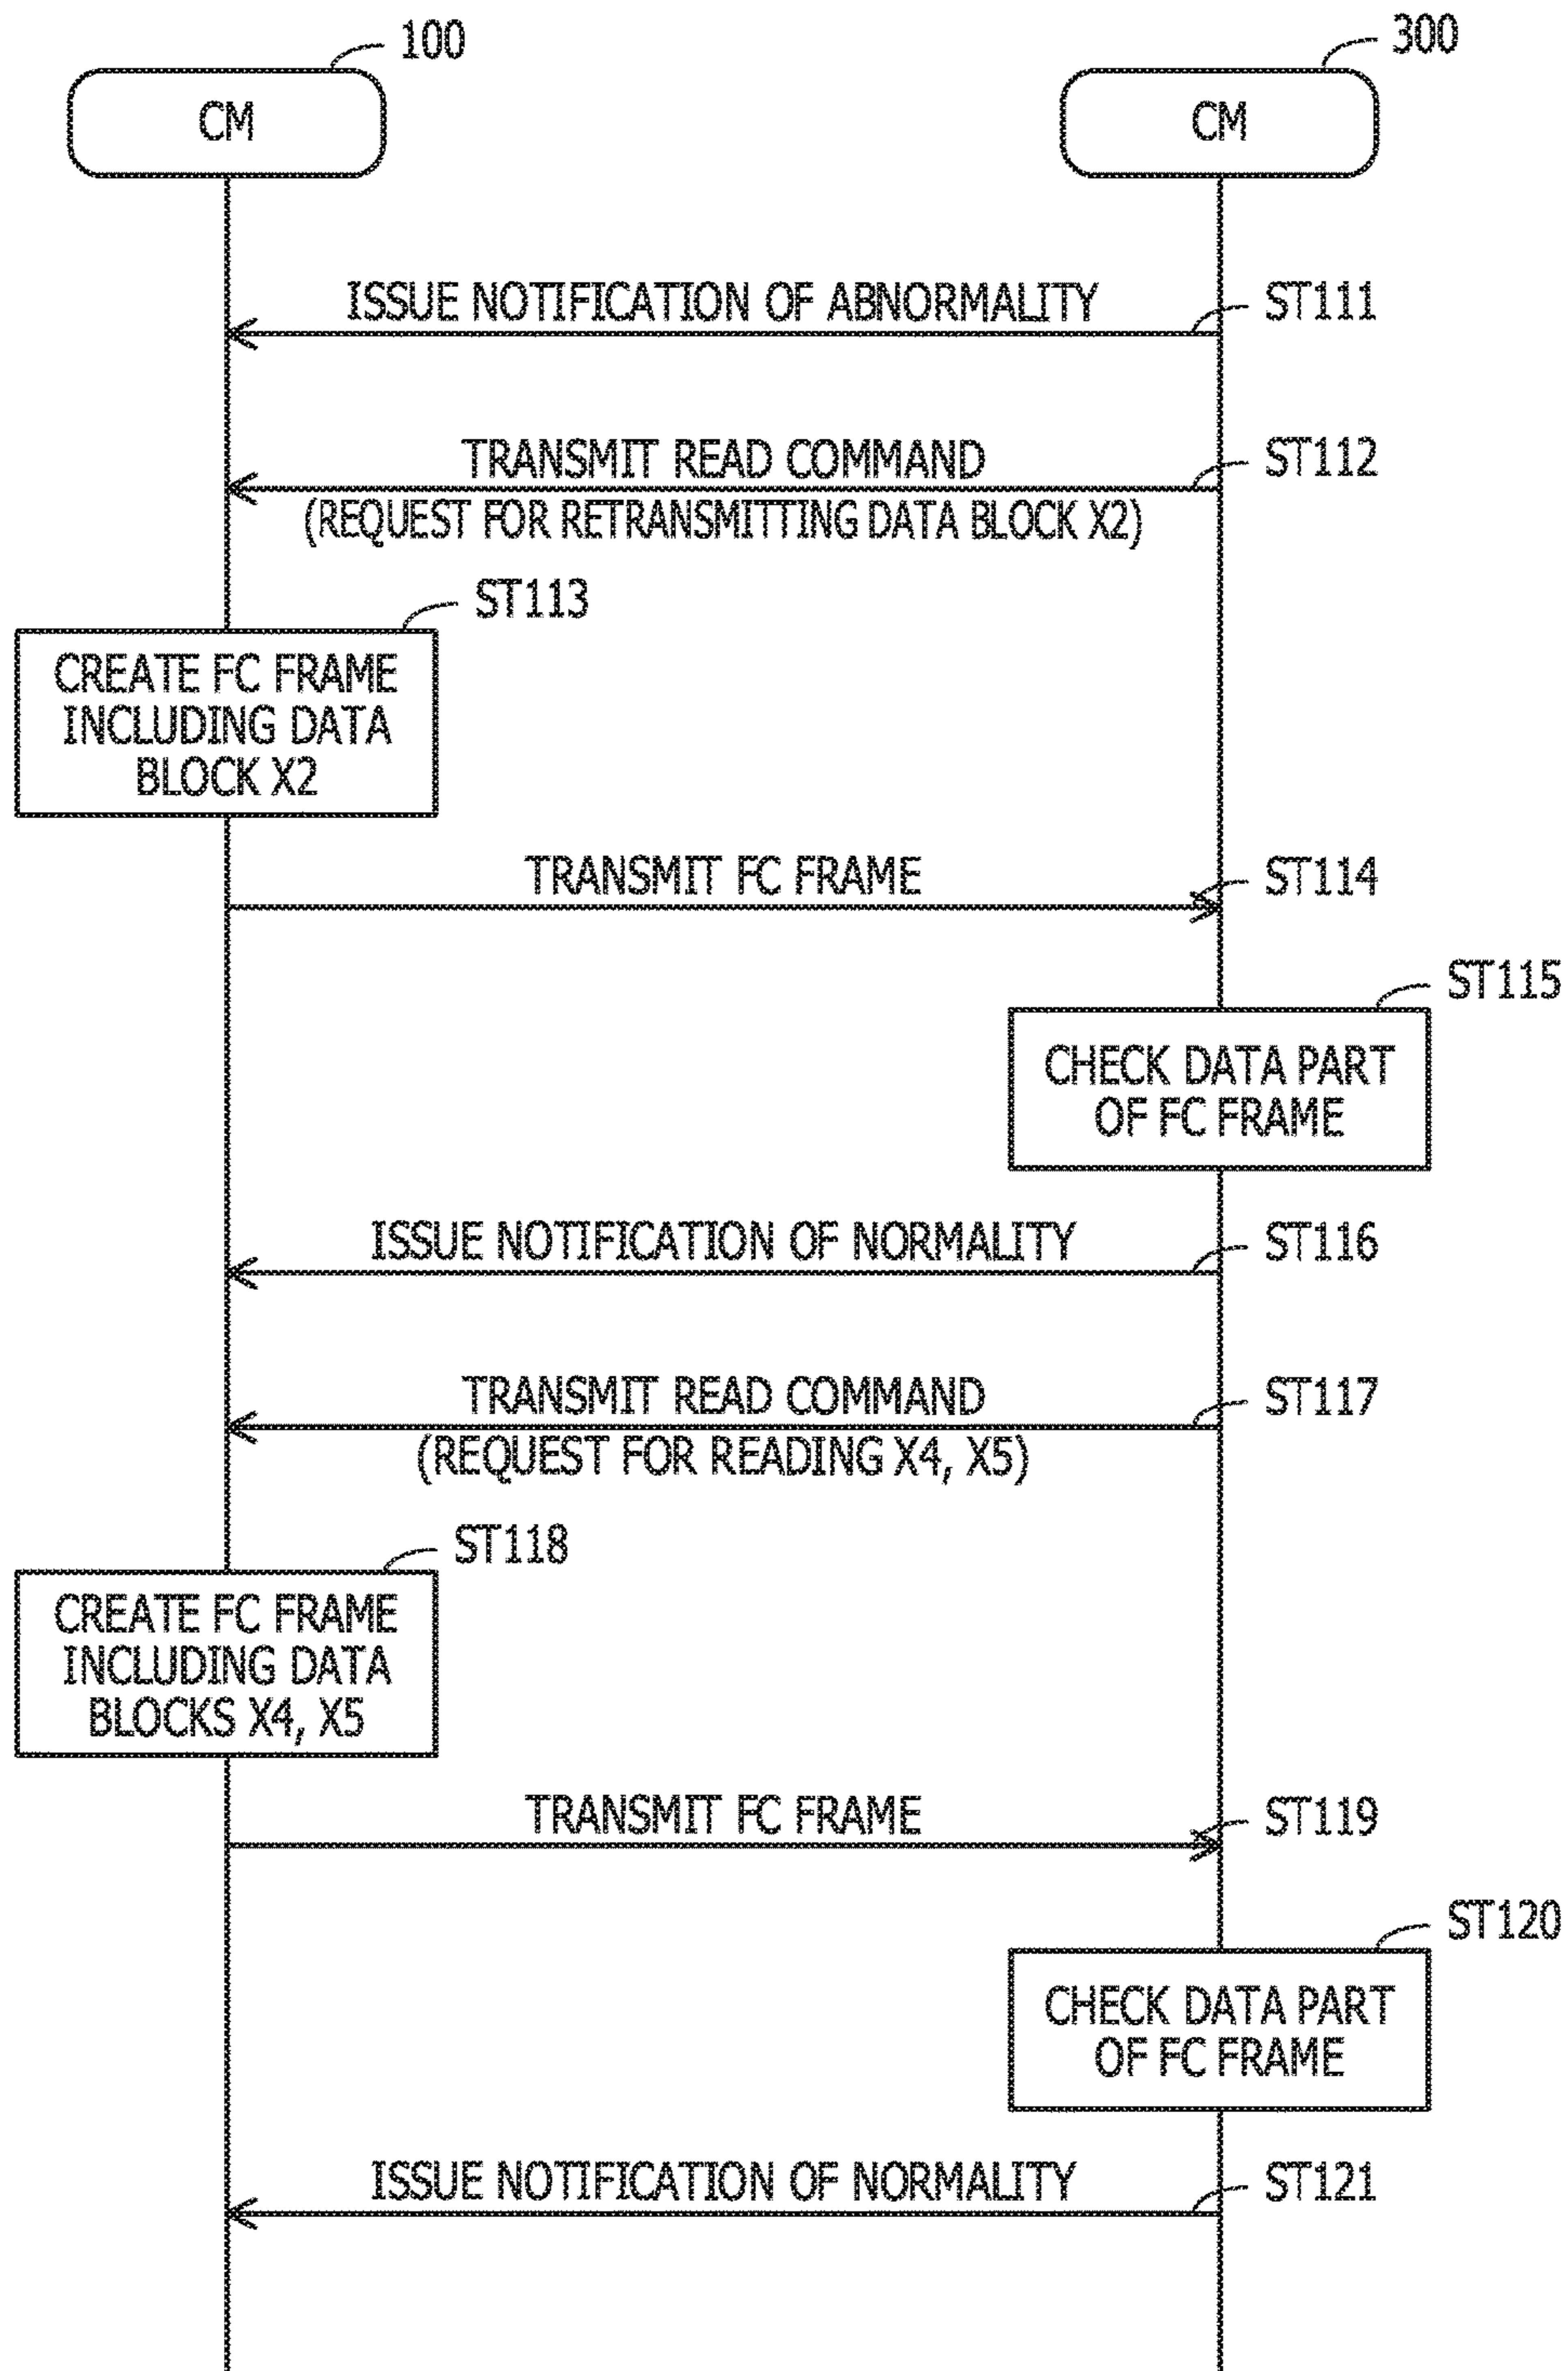 100
300
CM
CM
ISSUE NOTIFICATION OF ABNORMALITY
ST111
TRANSMIT READ COMMAND
ST112
(REQUEST FOR RETRANSMITTING DATA BLOCK X2)
ST113
CREATE FC FRAME
INCLUDING DATA
BLOCK X2
TRANSMIT FC FRAME
ST114
ST115
CHECK DATA PART
OF FC FRAME
ISSUE NOTIFICATION OF NORMALITY
ST116
TRANSMIT READ COMMAND
ST117
(REQUEST FOR READING X4, X5)
ST118
CREATE FC FRAME
INCLUDING DATA
BLOCKS X4, X5
TRANSMIT FC FRAME
ST119
ST120
CHECK DATA PART
OF FC FRAME
ISSUE NOTIFICATION OF NORMALITY
ST121